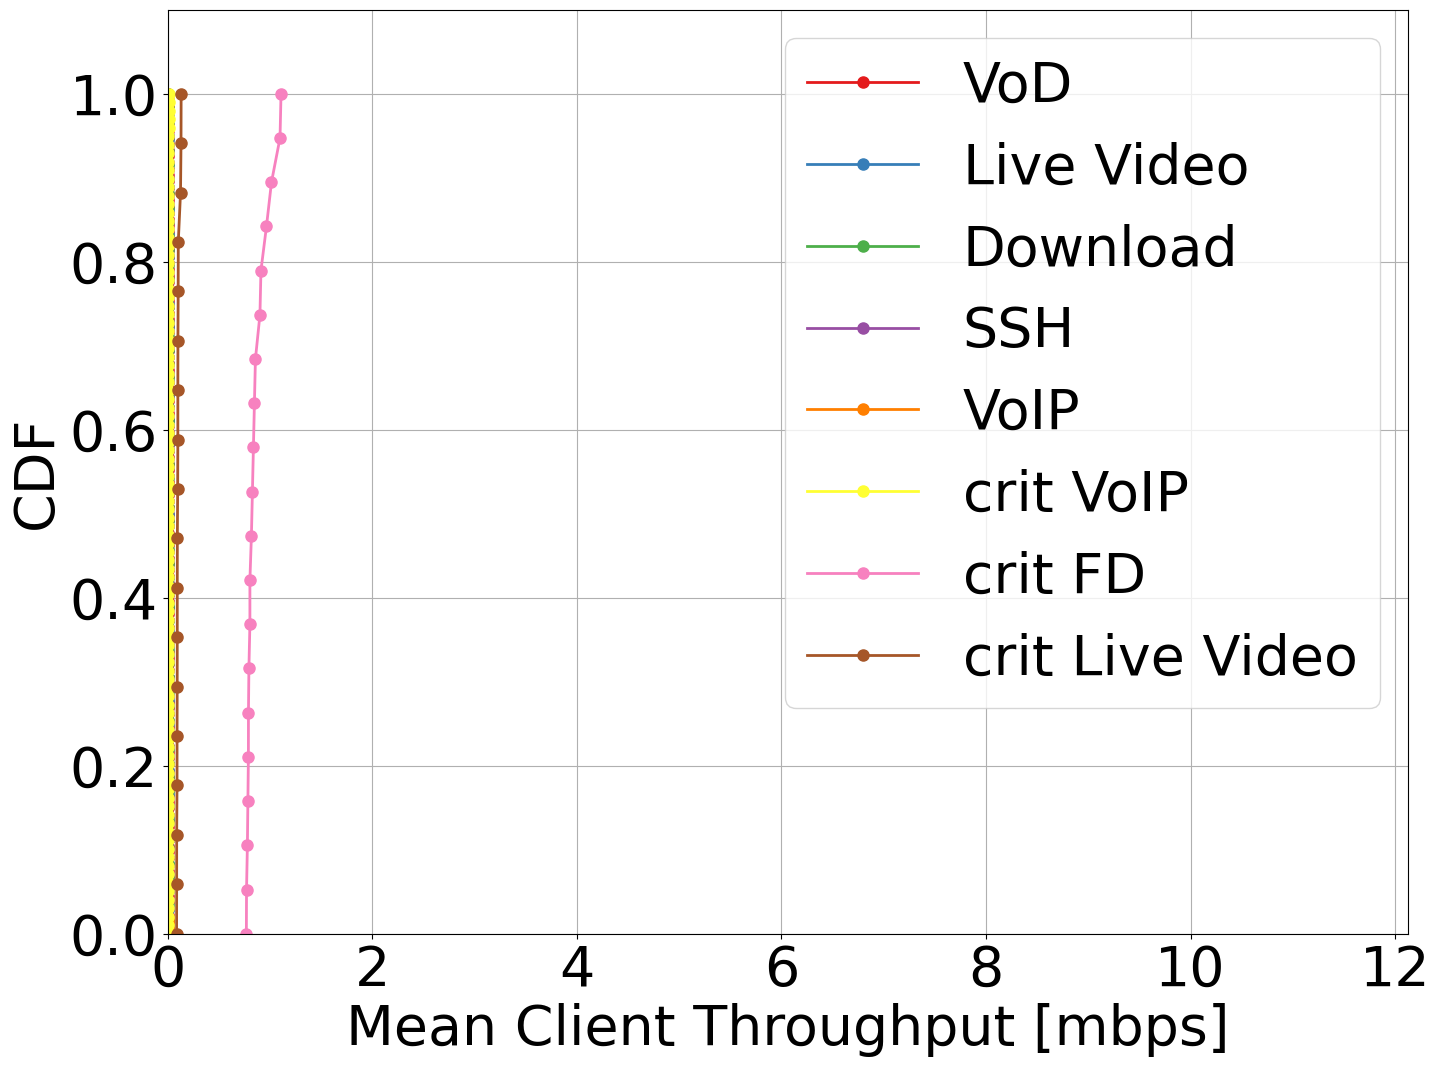 1.0
0.8
0.6
0.4
0.2
0.0
CDF
0 2 4 6 8 10 12
Mean Client Throughput [mbps]
VoD
Live Video
Download
SSH
VoIP
crit VoIP
crit FD
crit Live Video